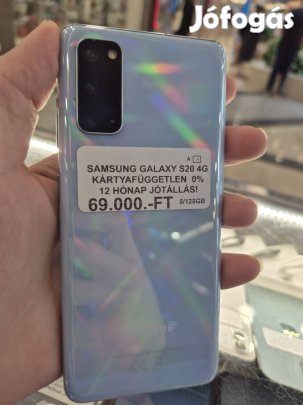 Jófogás
A
SAMSUNG GALAXY S20 4G
KÁRTYAFÜGGETLEN 0%
12 HÓNAP JÓTÁLLÁS!
69.000.-FT 8/128GB
SAMSUNG